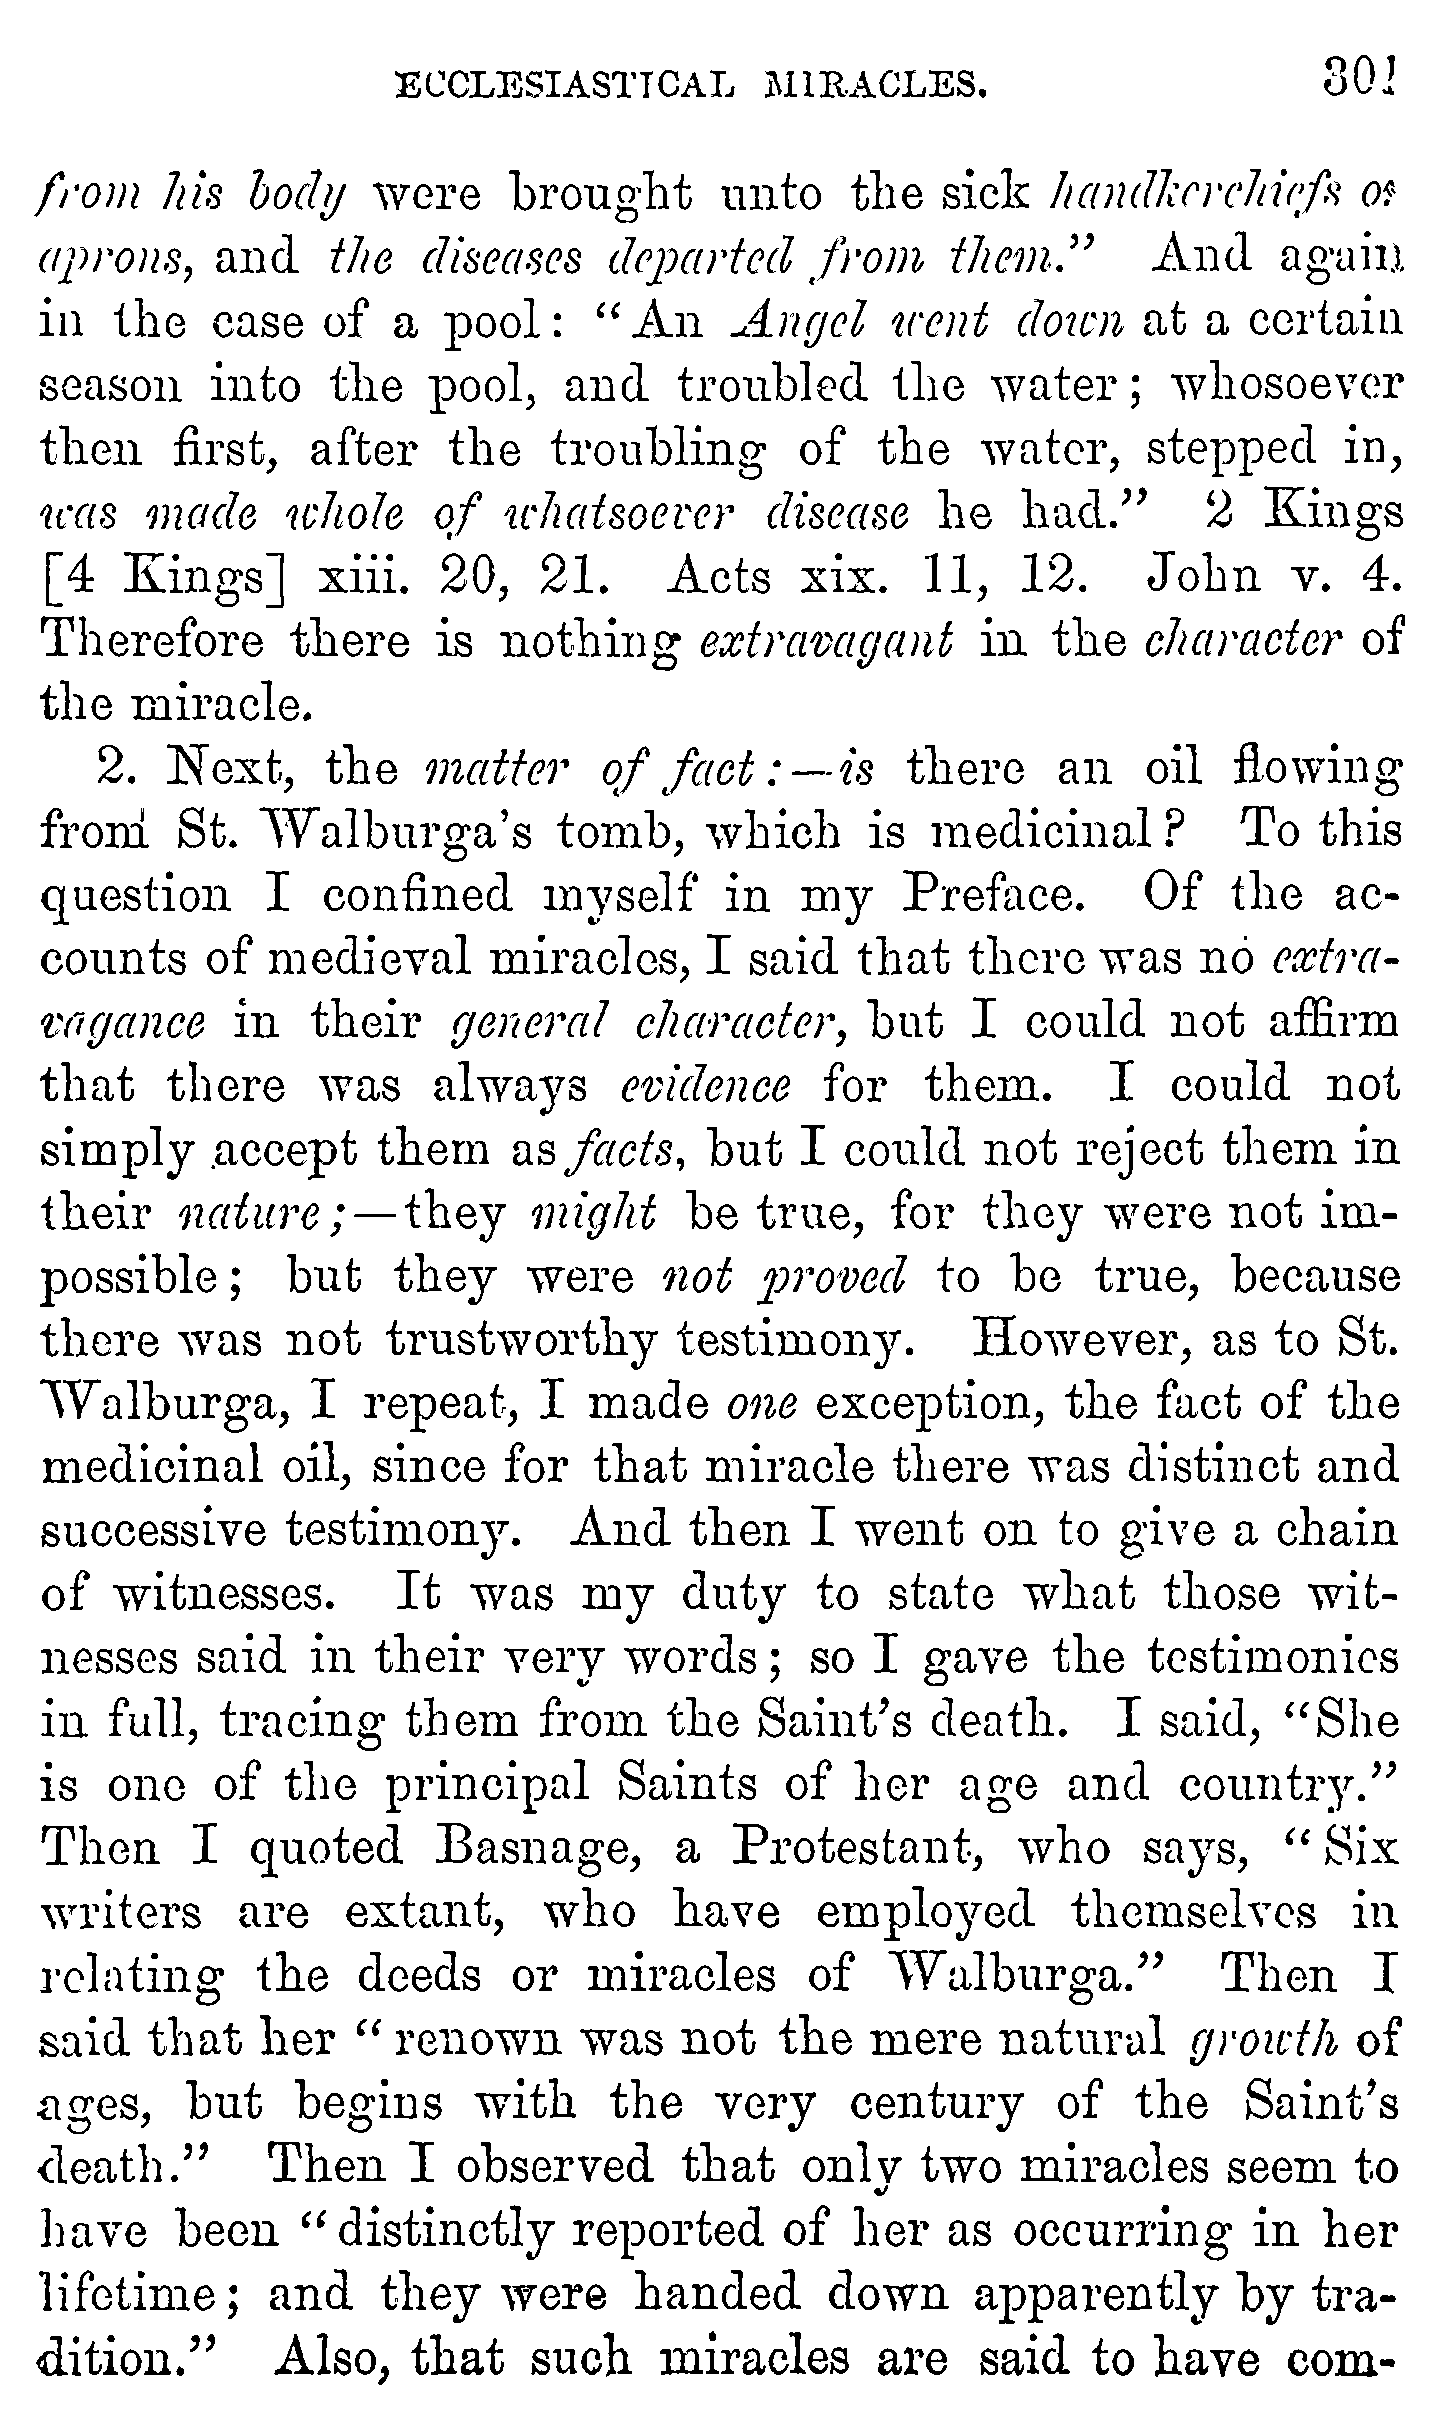 ECCLESIASTICAL MIRACLES. 301
from his body were brought unto the sick handkerchiefs or
aprons, and the diseases departed from them.” And again
in the case of a pool: “An Angel went down at a certain
season into the pool, and troubled the water; whosoever
then first, after the troubling of the water, stepped in,
was made whole of whatsoever disease he had.” 2 Kings
[4 Kings] xiii. 20, 21. Acts xix. 11, 12. John v. 4.
Therefore there is nothing extravagant in the character of
the miracle.
2. Next, the matter of fact:—is there an oil flowing
from St. Walburga’s tomb, which is medicinal? To this
question I confined myself in my Preface. Of the ac-
counts of medieval miracles, I said that there was no extra-
vagance in their general character, but I could not affirm
that there was always evidence for them. I could not
simply accept them as facts, but I could not reject them in
their nature;—they might be true, for they were not im-
possible; but they were not proved to be true, because
there was not trustworthy testimony. However, as to St.
Walburga, I repeat, I made one exception, the fact of the
medicinal oil, since for that miracle there was distinct and
successive testimony. And then I went on to give a chain
of witnesses. It was my duty to state what those wit-
nesses said in their very words; so I gave the testimonies
in full, tracing them from the Saint’s death. I said, “She
is one of the principal Saints of her age and country.”
Then I quoted Basnage, a Protestant, who says, “Six
writers are extant, who have employed themselves in
relating the deeds or miracles of Walburga.” Then I
said that her “renown was not the mere natural growth of
ages, but begins with the very century of the Saint’s
death.” Then I observed that only two miracles seem to
have been “distinctly reported of her as occurring in her
lifetime; and they were handed down apparently by tra-
dition.” Also, that such miracles are said to have com-